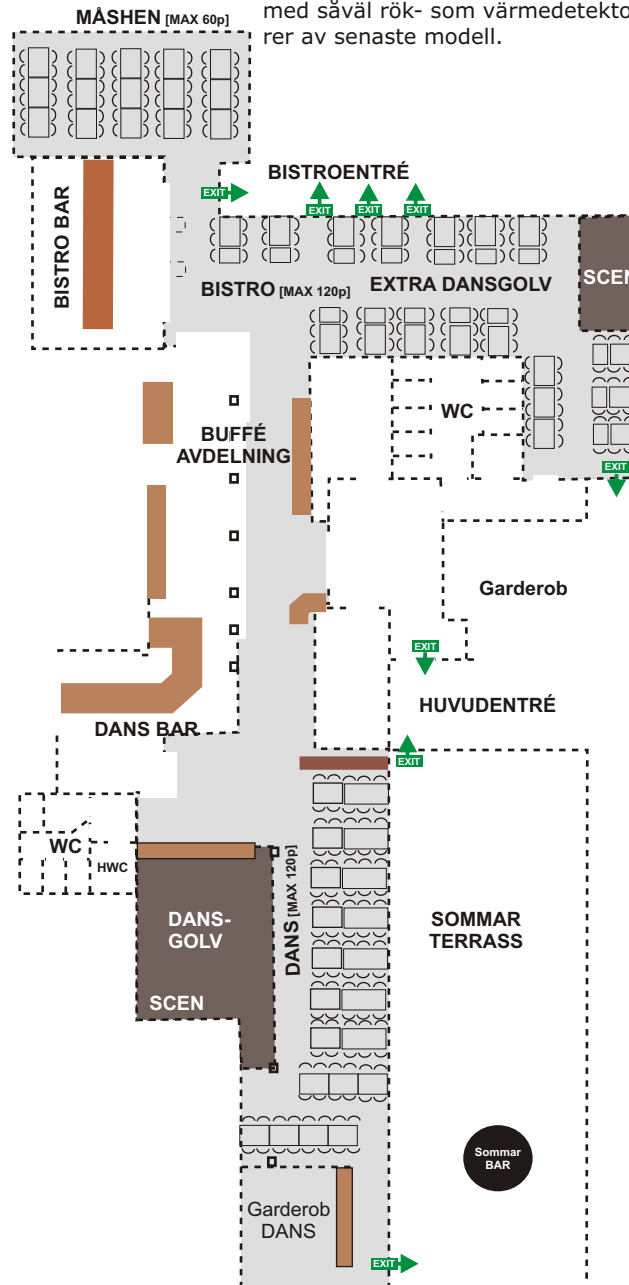 med såväl rök- som värmedetekto
rer av senaste modell.
MÅSHEN [MAX 60p]
BISTRO BAR
BISTROENTRÉ
EXIT
EXIT
EXIT
EXIT
BISTRO [MAX 120p]
EXTRA DANSGOLV
SCEN
WC
BUFFÉ
AVDELNING
EXIT
Garderob
EXIT
HUVUDENTRÉ
DANS BAR
EXIT
WC
HWC
DANS-
GOLV
SCEN
DANS [MAX 120p]
SOMMAR
TERRASS
Sommar
BAR
Garderob
DANS
EXIT